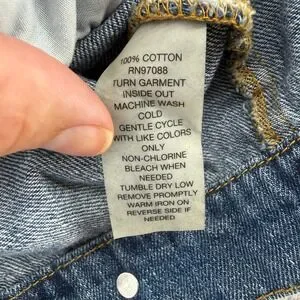 100% COTTON
RN97088
TURN GARMENT
INSIDE OUT
MACHINE WASH
COLD
GENTLE CYCLE
WITH LIKE COLORS
ONLY
NON-CHLORINE
BLEACH WHEN
NEEDED
TUMBLE DRY LOW
REMOVE PROMPTLY
WARM IRON ON
REVERSE SIDE IF
NEEDED